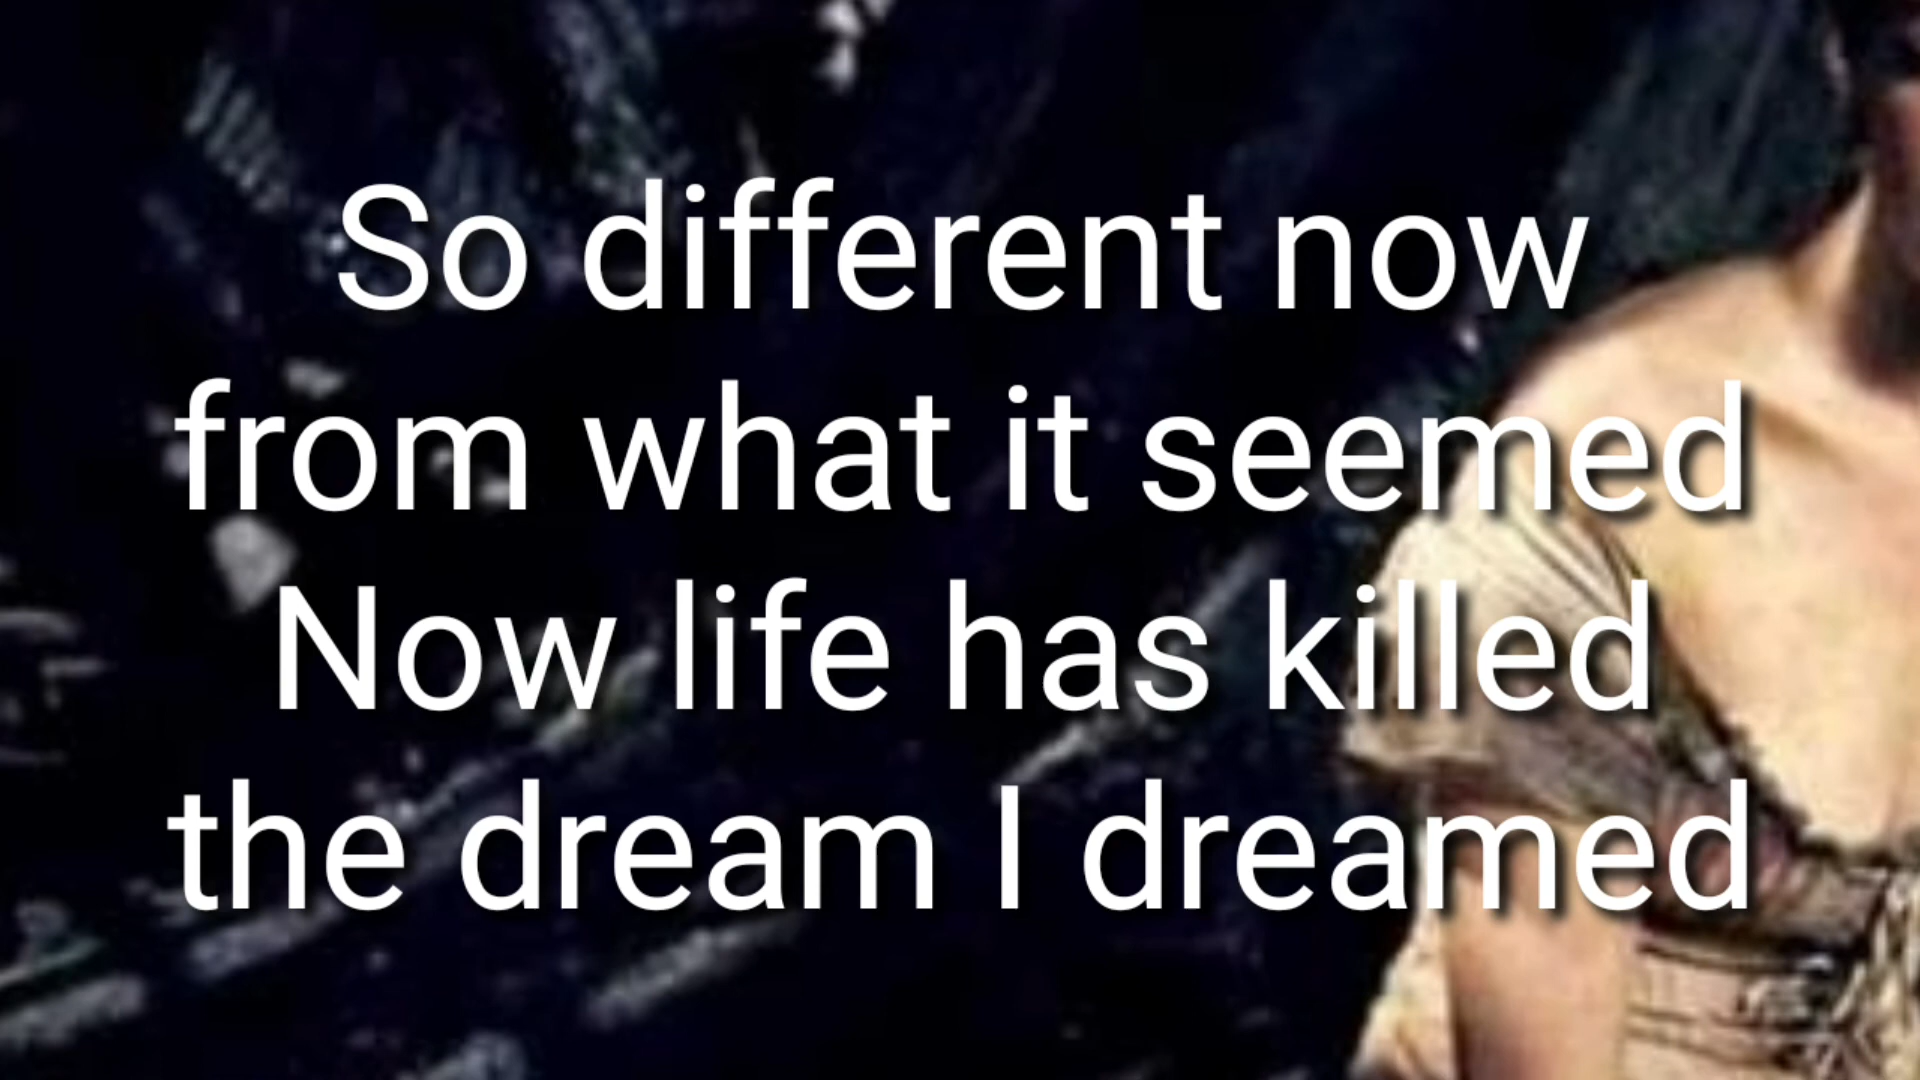 So different now
from what it seemed
Now life has killed
the dream I dreamed